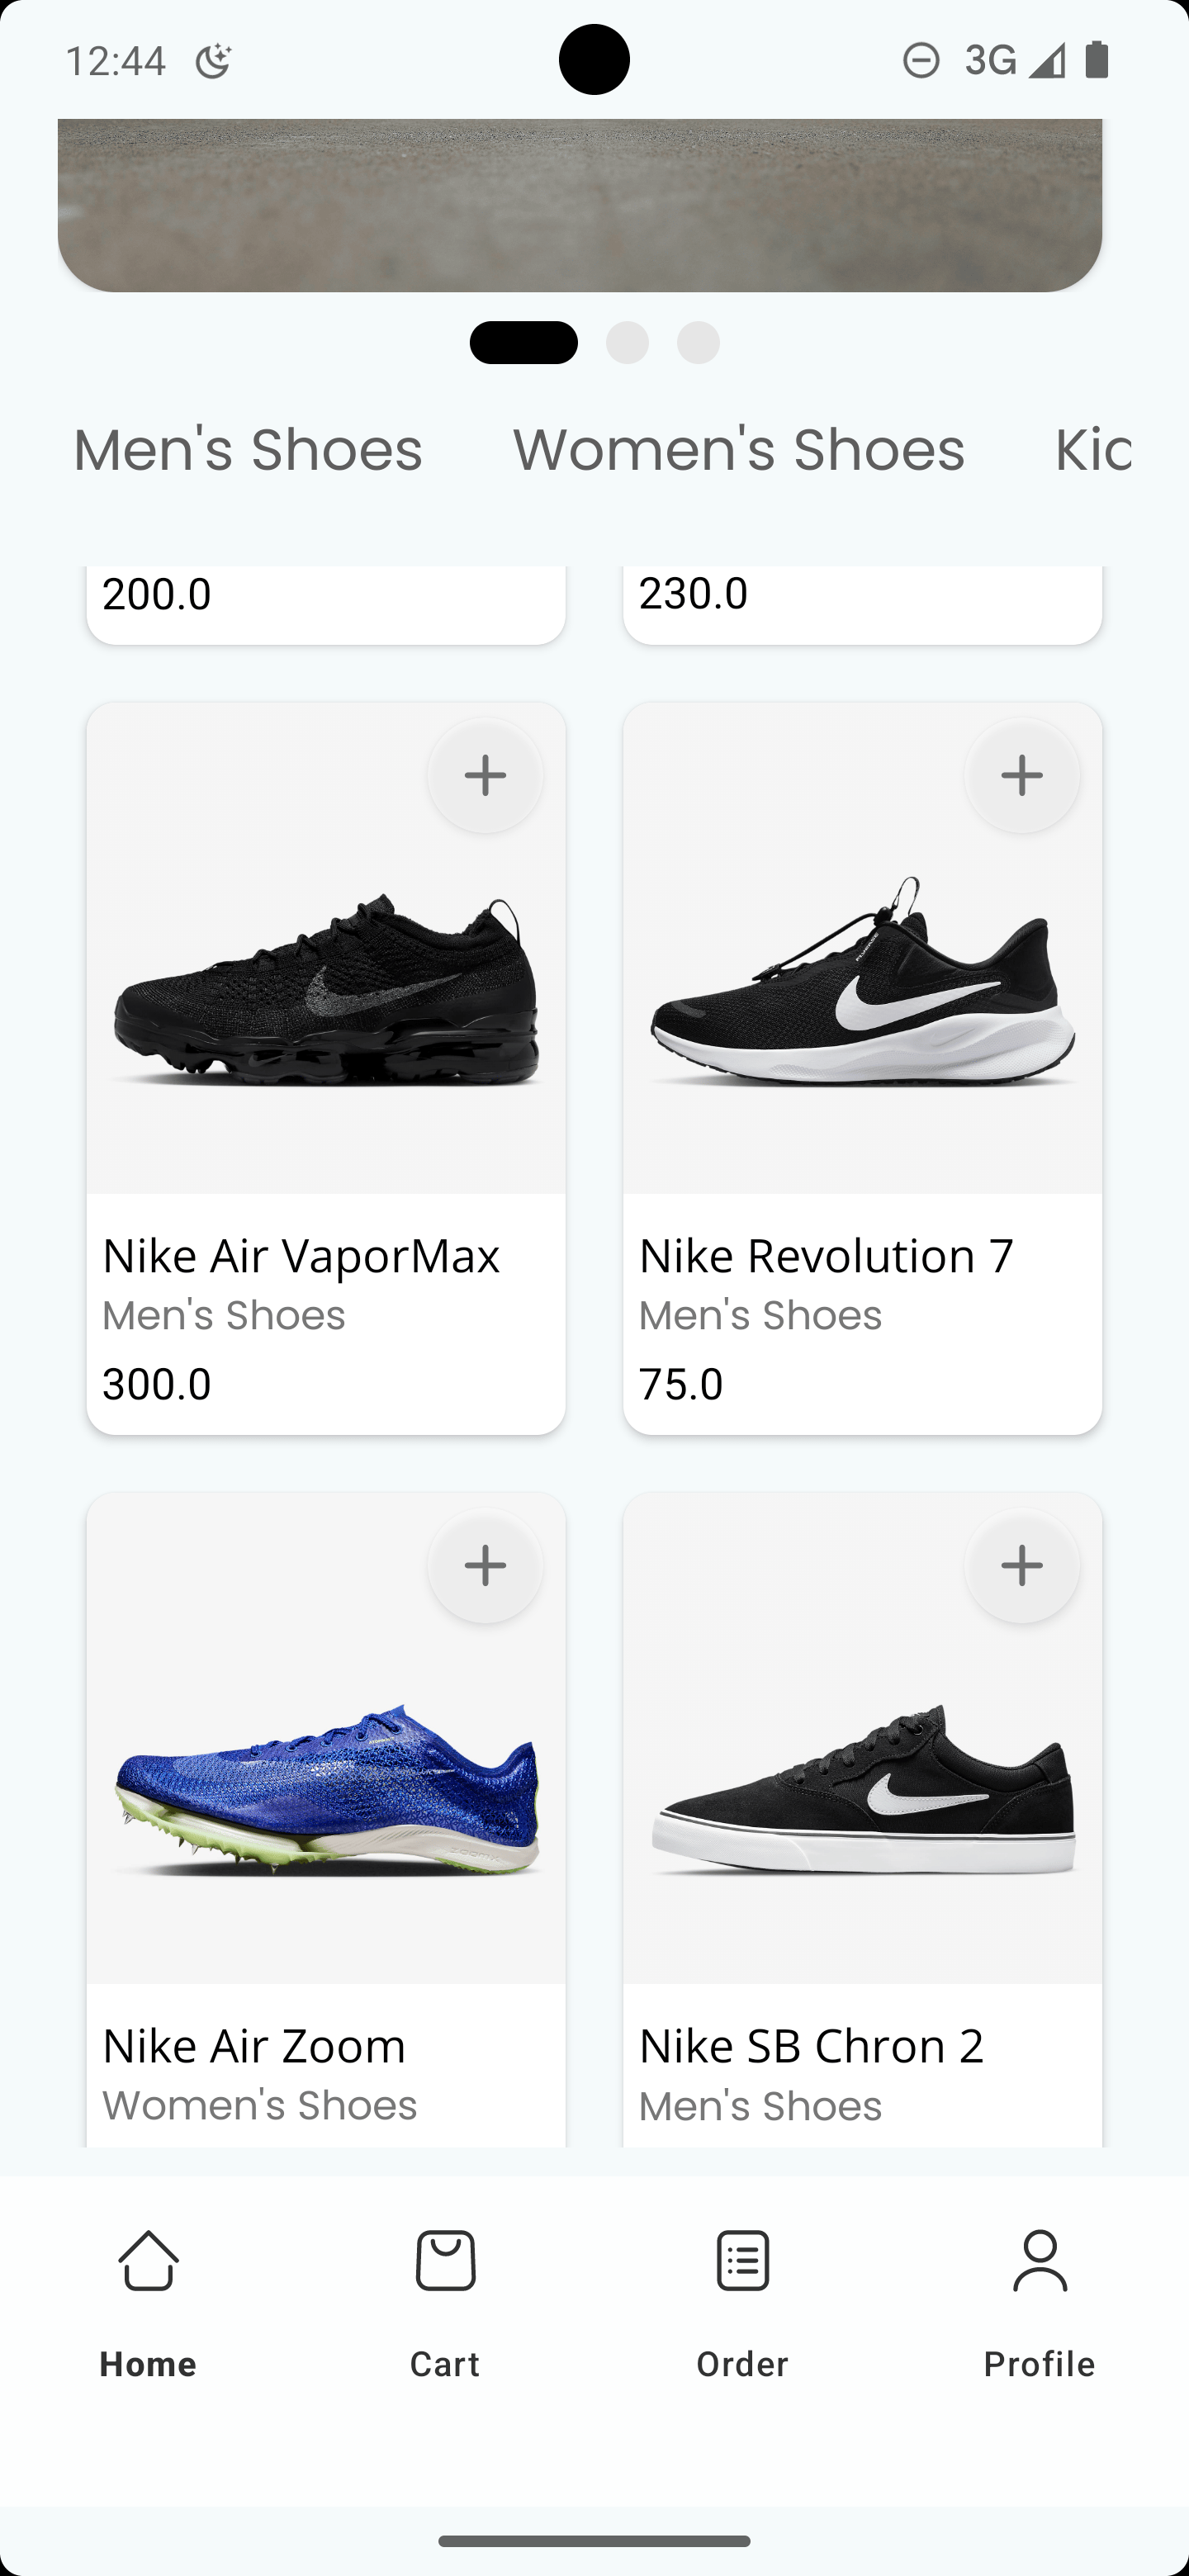 12:44
3G
Men's Shoes
Women's Shoes
200.0
230.0
Nike Air VaporMax
Men's Shoes
300.0
Nike Revolution 7
Men's Shoes
75.0
Nike Air Zoom
Women's Shoes
Nike SB Chron 2
Men's Shoes
Home
Cart
Order
Profile